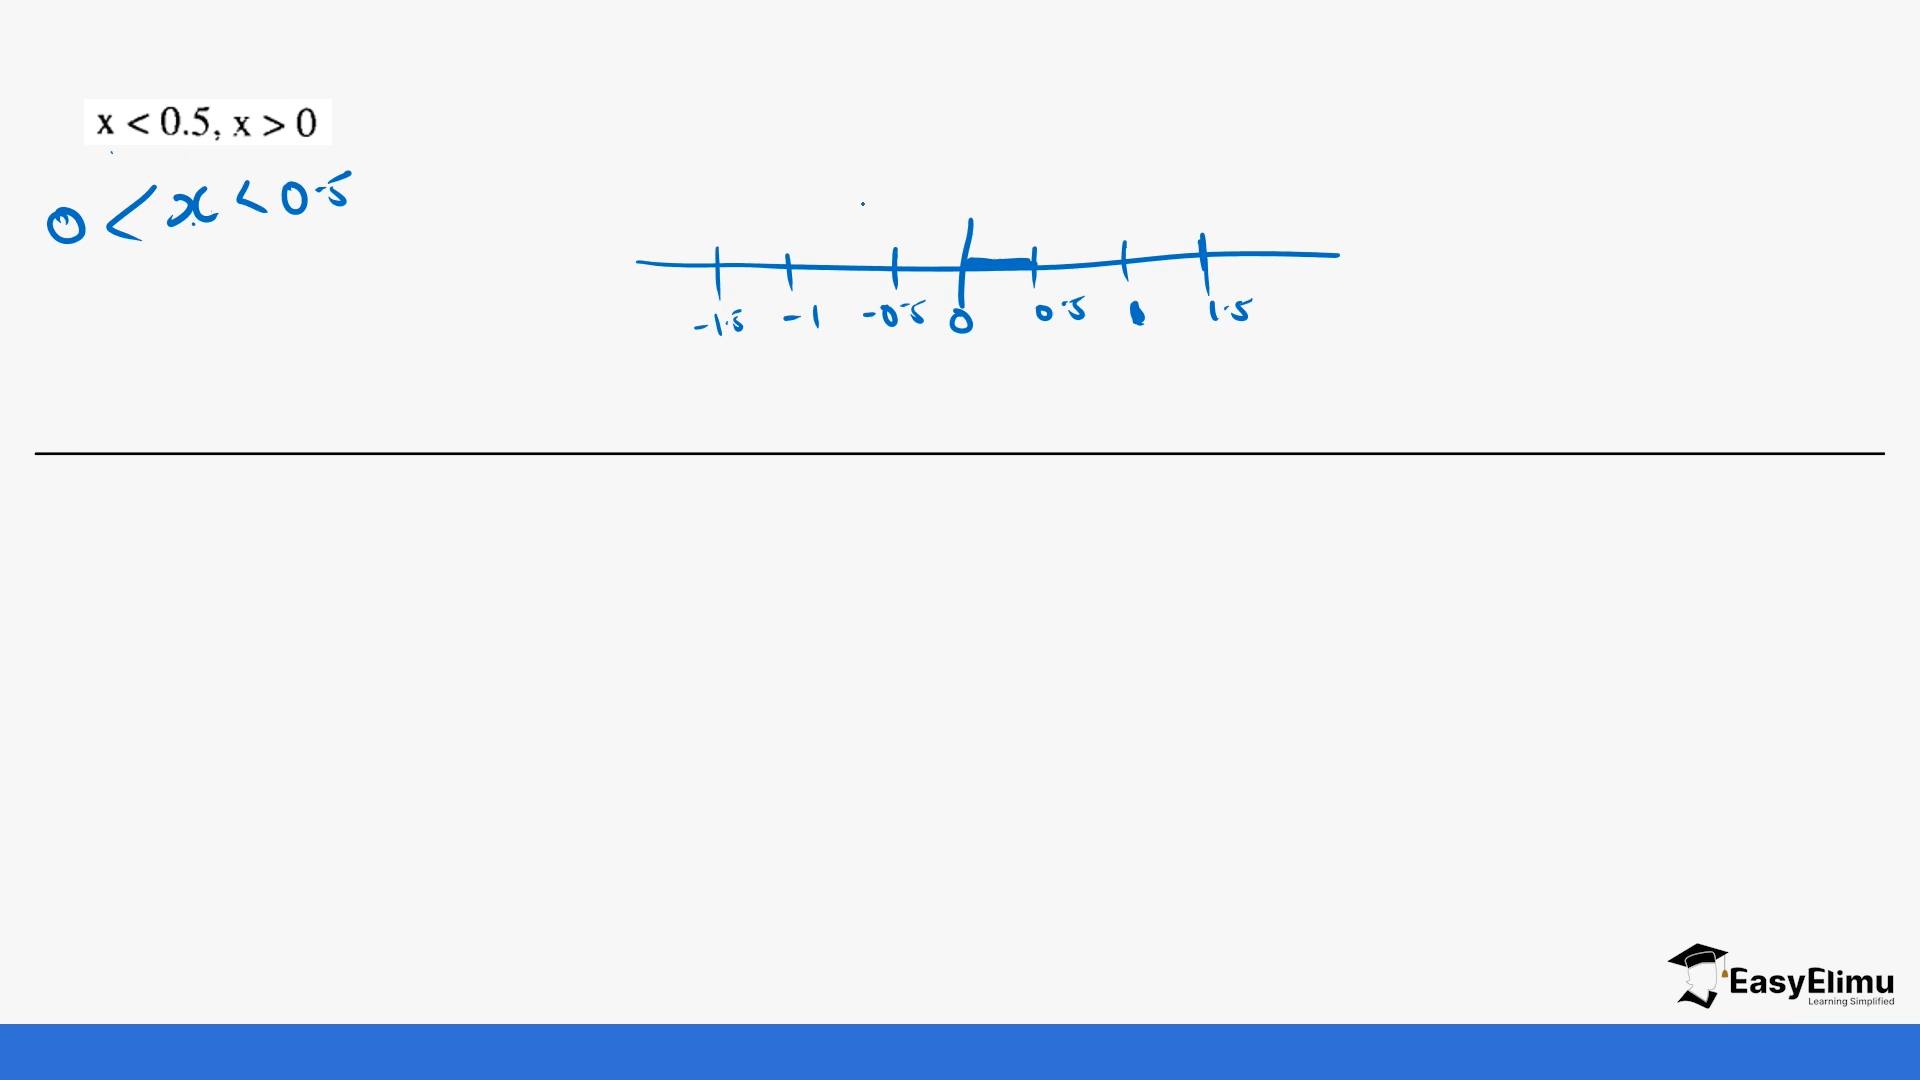 x < 0.5, x > 0
0 < x < 0.5
-1.5 -1 -0.5 0 0.5 1.5
EasyElimu
Learning Simplified